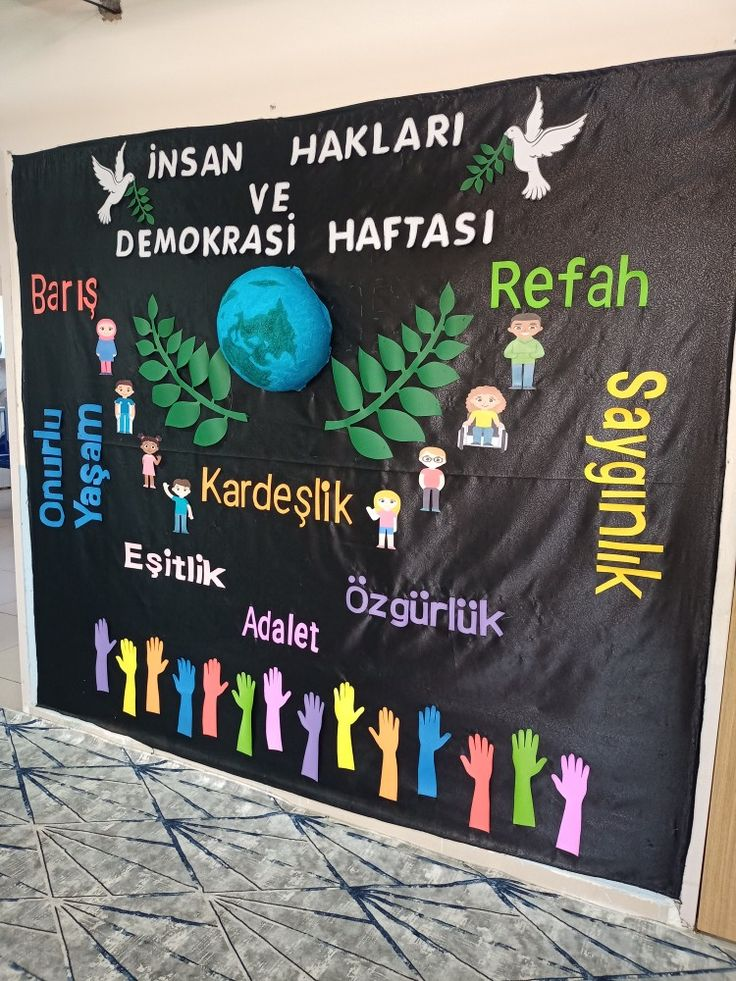 İNSAN HAKLARI
VE
DEMOKRASİ HAFTASI
Barış
Refah
Onurlu
Yaşam
Saygınlık
Kardeşlik
Eşitlik
Özgürlük
Adalet